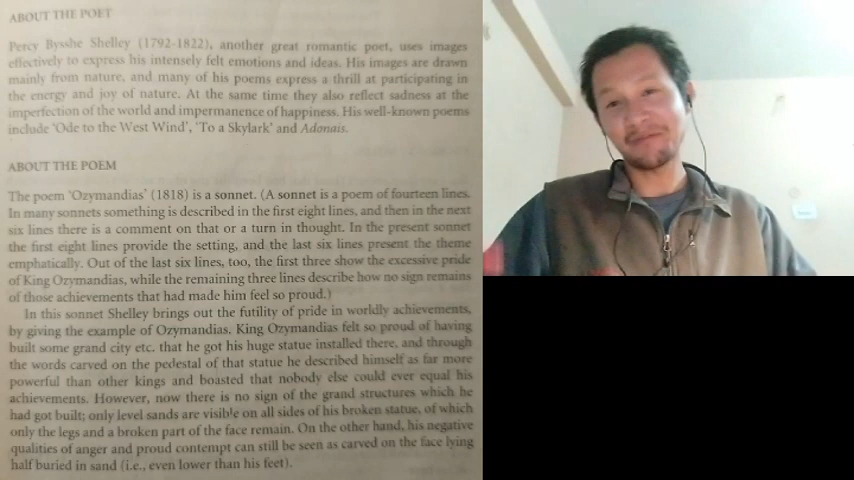 ABOUT THE POET
Percy Bysshe Shelley (1792-1822), another great romantic poet, uses images
effectively to express his intensely felt emotions and ideas. His images are drawn
mainly from nature, and many of his poems express a thrill at participating in
the energy and joy of nature. At the same time they also reflect sadness at the
imperfection of the world and impermanence of happiness. His well-known poems
include 'Ode to the West Wind', 'To a Skylark' and Adonais.
ABOUT THE POEM
The poem 'Ozymandias' (1818) is a sonnet. (A sonnet is a poem of fourteen lines.
In many sonnets something is described in the first eight lines, and then in the next
six lines there is a comment on that or a turn in thought. In the present sonnet
the first eight lines provide the setting, and the last six lines present the theme
emphatically. Out of the last six lines, too, the first three show the excessive pride
of King Ozymandias, while the remaining three lines describe how no sign remains
of those achievements that had made him feel so proud.)
In this sonnet Shelley brings out the futility of pride in worldly achievements,
by giving the example of Ozymandias. King Ozymandias felt so proud of having
built some grand city etc. that he got his huge statue installed there, and through
the words carved on the pedestal of that statue he described himself as far more
powerful than other kings and boasted that nobody else could ever equal his
achievements. However, now there is no sign of the grand structures which he
had got built; only level sands are visible on all sides of his broken statue, of which
only the legs and a broken part of the face remain. On the other hand, his negative
qualities of anger and proud contempt can still be seen as carved on the face lying
half buried in sand (i.e., even lower than his feet).